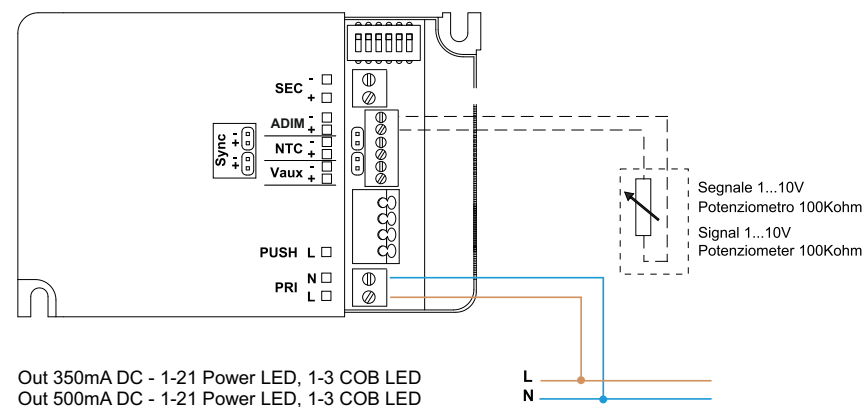 SEC -
+
ADIM -
+
NTC -
+
Vaux -
+
Sync
+ -
+ -
PUSH L
PRI N
L
Segnale 1...10V
Potenziometro 100Kohm
Signal 1...10V
Potenziometer 100Kohm
Out 350mA DC - 1-21 Power LED, 1-3 COB LED
Out 500mA DC - 1-21 Power LED, 1-3 COB LED
L
N